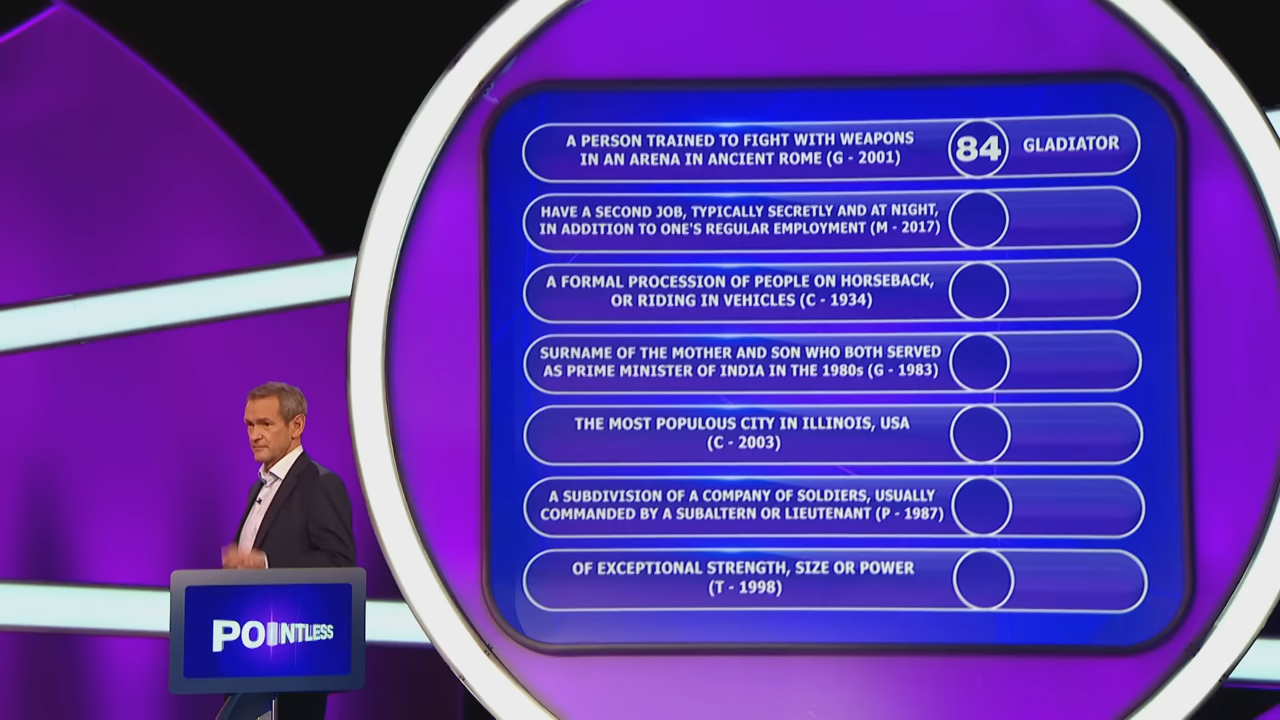 A PERSON TRAINED TO FIGHT WITH WEAPONS
IN AN ARENA IN ANCIENT ROME (G - 2001)
84
GLADIATOR
HAVE A SECOND JOB, TYPICALLY SECRETLY AND AT NIGHT,
IN ADDITION TO ONE'S REGULAR EMPLOYMENT (M - 2017)
A FORMAL PROCESSION OF PEOPLE ON HORSEBACK,
OR RIDING IN VEHICLES (C - 1934)
SURNAME OF THE MOTHER AND SON WHO BOTH SERVED
AS PRIME MINISTER OF INDIA IN THE 1980s (G - 1983)
THE MOST POPULOUS CITY IN ILLINOIS, USA
(C - 2003)
A SUBDIVISION OF A COMPANY OF SOLDIERS, USUALLY
COMMANDED BY A SUBALTERN OR LIEUTENANT (P - 1987)
OF EXCEPTIONAL STRENGTH, SIZE OR POWER
(T - 1998)
POINTLESS